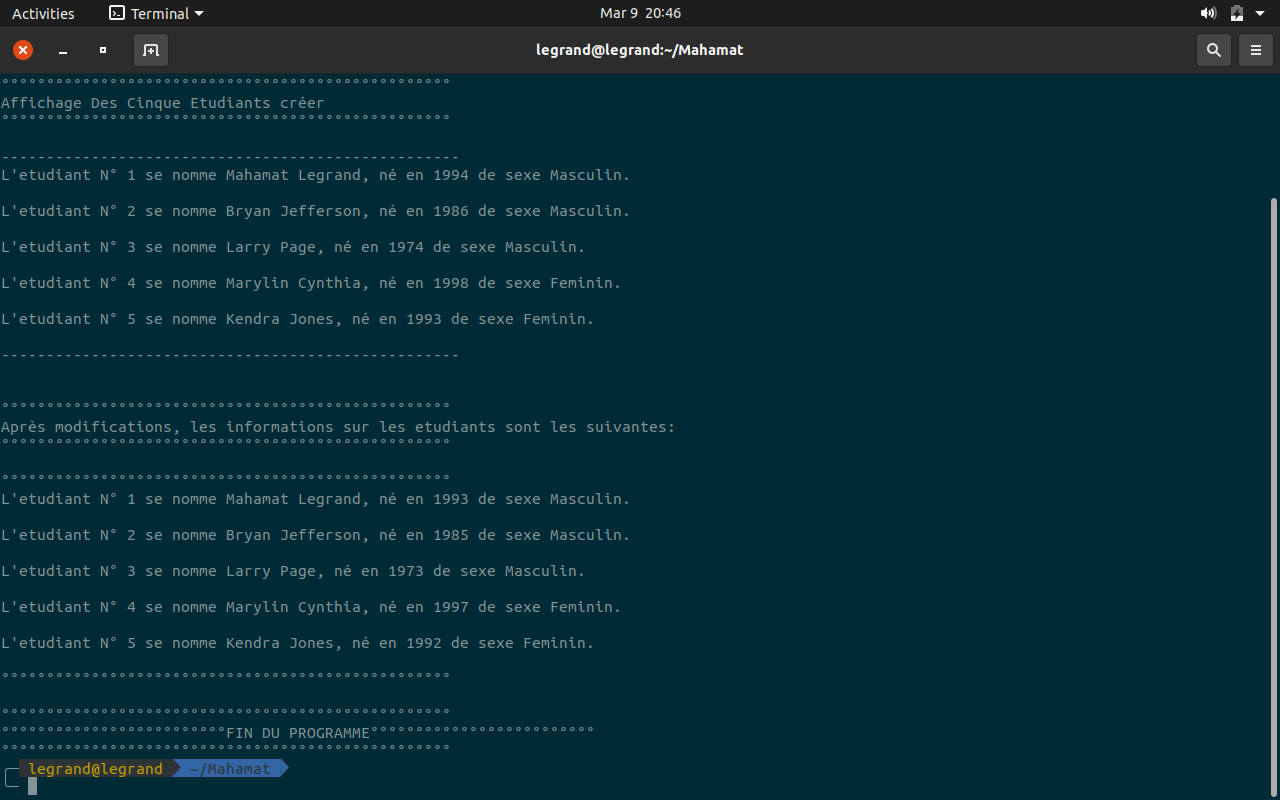 Activities Terminal Mar 9 20:46
legrand@legrand:~/Mahamat
°°°°°°°°°°°°°°°°°°°°°°°°°°°°°°°°°°°°°°°°°°°°°°°°°°
Affichage Des Cinque Etudiants créer
°°°°°°°°°°°°°°°°°°°°°°°°°°°°°°°°°°°°°°°°°°°°°°°°°°
---------------------------------------------------
L'etudiant N° 1 se nomme Mahamat Legrand, né en 1994 de sexe Masculin.
L'etudiant N° 2 se nomme Bryan Jefferson, né en 1986 de sexe Masculin.
L'etudiant N° 3 se nomme Larry Page, né en 1974 de sexe Masculin.
L'etudiant N° 4 se nomme Marylin Cynthia, né en 1998 de sexe Feminin.
L'etudiant N° 5 se nomme Kendra Jones, né en 1993 de sexe Feminin.
---------------------------------------------------
°°°°°°°°°°°°°°°°°°°°°°°°°°°°°°°°°°°°°°°°°°°°°°°°°°
Après modifications, les informations sur les etudiants sont les suivantes:
°°°°°°°°°°°°°°°°°°°°°°°°°°°°°°°°°°°°°°°°°°°°°°°°°°
°°°°°°°°°°°°°°°°°°°°°°°°°°°°°°°°°°°°°°°°°°°°°°°°°°
L'etudiant N° 1 se nomme Mahamat Legrand, né en 1993 de sexe Masculin.
L'etudiant N° 2 se nomme Bryan Jefferson, né en 1985 de sexe Masculin.
L'etudiant N° 3 se nomme Larry Page, né en 1973 de sexe Masculin.
L'etudiant N° 4 se nomme Marylin Cynthia, né en 1997 de sexe Feminin.
L'etudiant N° 5 se nomme Kendra Jones, né en 1992 de sexe Feminin.
°°°°°°°°°°°°°°°°°°°°°°°°°°°°°°°°°°°°°°°°°°°°°°°°°°
°°°°°°°°°°°°°°°°°°°°°°°°°°°°°°°°°°°°°°°°°°°°°°°°°°
°°°°°°°°°°°°°°°°°°°°°°°°°FIN DU PROGRAMME°°°°°°°°°°°°°°°°°°°°°°°°°
°°°°°°°°°°°°°°°°°°°°°°°°°°°°°°°°°°°°°°°°°°°°°°°°°°
legrand@legrand ~/Mahamat